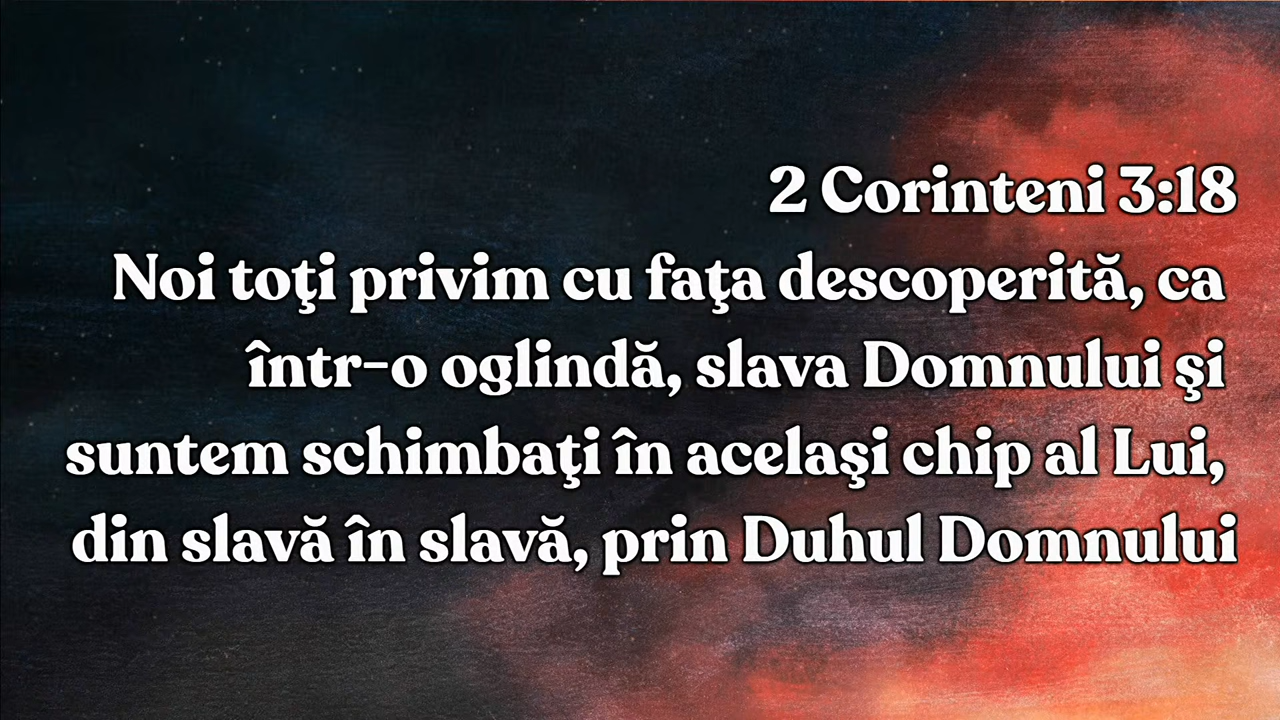 2 Corinteni 3:18
Noi toţi privim cu faţa descoperită, ca
într-o oglindă, slava Domnului şi
suntem schimbaţi în acelaşi chip al Lui,
din slavă în slavă, prin Duhul Domnului